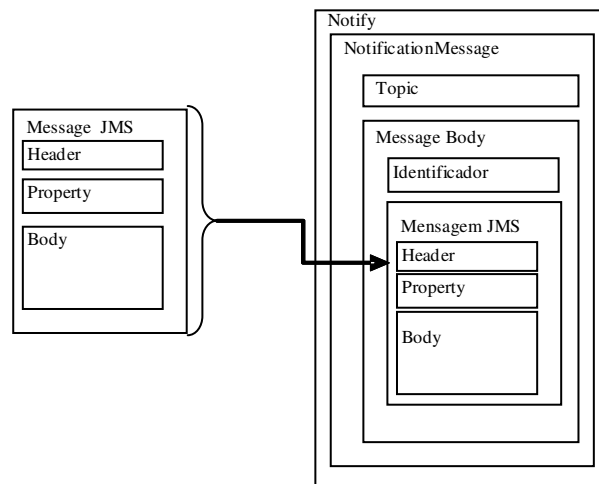 Message JMS
Header
Property
Body
Notify
NotificationMessage
Topic
Message Body
Identificador
Mensagem JMS
Header
Property
Body